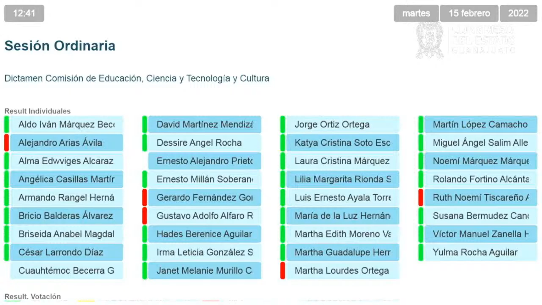 12:41
martes 15 febrero 2022
Sesión Ordinaria
Dictamen Comisión de Educación, Ciencia y Tecnología y Cultura
Result Individuales
Aldo Iván Márquez Bec
Alejandro Arias Ávila
Alma Edwviges Alcaraz
Angélica Casillas Martír
Armando Rangel Herná
Bricio Balderas Álvarez
Briseida Anabel Magdal
César Larrondo Díaz
Cuauhtémoc Becerra G
David Martínez Mendizá
Dessire Angel Rocha
Ernesto Alejandro Prieto
Ernesto Millán Soberan
Gerardo Fernández Gor
Gustavo Adolfo Alfaro R
Hades Berenice Aguilar
Irma Leticia González S
Janet Melanie Murillo C
Jorge Ortiz Ortega
Katya Cristina Soto Esc
Laura Cristina Márquez
Lilia Margarita Rionda S
Luis Ernesto Ayala Torre
María de la Luz Hernán
Martha Edith Moreno Va
Martha Guadalupe Herr
Martha Lourdes Ortega
Martín López Camacho
Miguel Ángel Salim Alle
Noemí Márquez Márque
Rolando Fortino Alcánta
Ruth Noemí Tiscareño A
Susana Bermudez Canc
Víctor Manuel Zanella H
Yulma Rocha Aguilar
Result. Votación